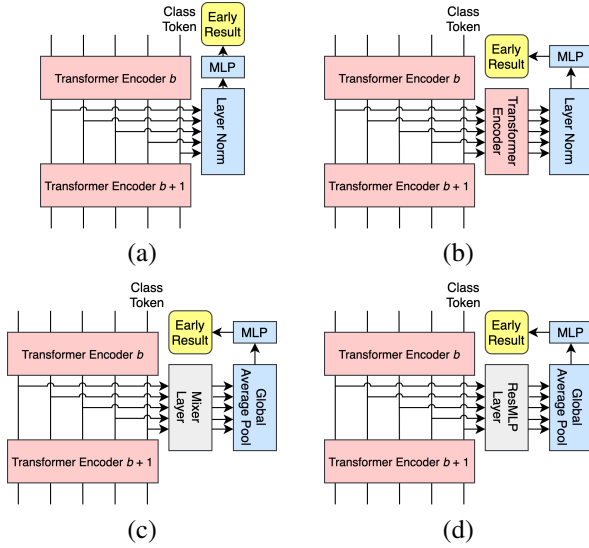 Class
Token
Early
Result
MLP
Transformer Encoder b
Layer Norm
Transformer Encoder b + 1
(a)
Class
Token
Early
Result
MLP
Transformer Encoder b
Transformer
Encoder
Layer Norm
Transformer Encoder b + 1
(b)
Class
Token
Early
Result
MLP
Transformer Encoder b
Mixer
Layer
Global
Average Pool
Transformer Encoder b + 1
(c)
Class
Token
Early
Result
MLP
Transformer Encoder b
ResMLP
Layer
Global
Average Pool
Transformer Encoder b + 1
(d)